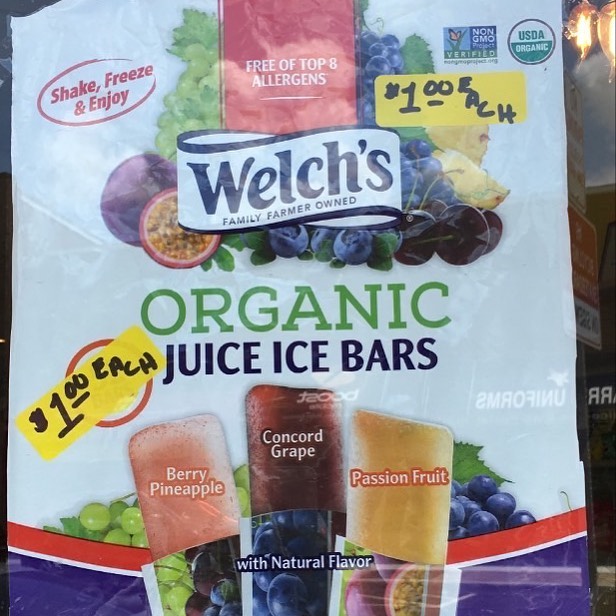 Shake, Freeze
& Enjoy
FREE OF TOP 8
ALLERGENS
NON
GMO
Project
VERIFIED
nongmoproject.org
USDA
ORGANIC
$1.00 EACH
Welch's
FAMILY FARMER OWNED
ORGANIC
JUICE ICE BARS
$1.00 EACH
UNIFORMS
Berry
Pineapple
Concord
Grape
Passion Fruit
with Natural Flavor